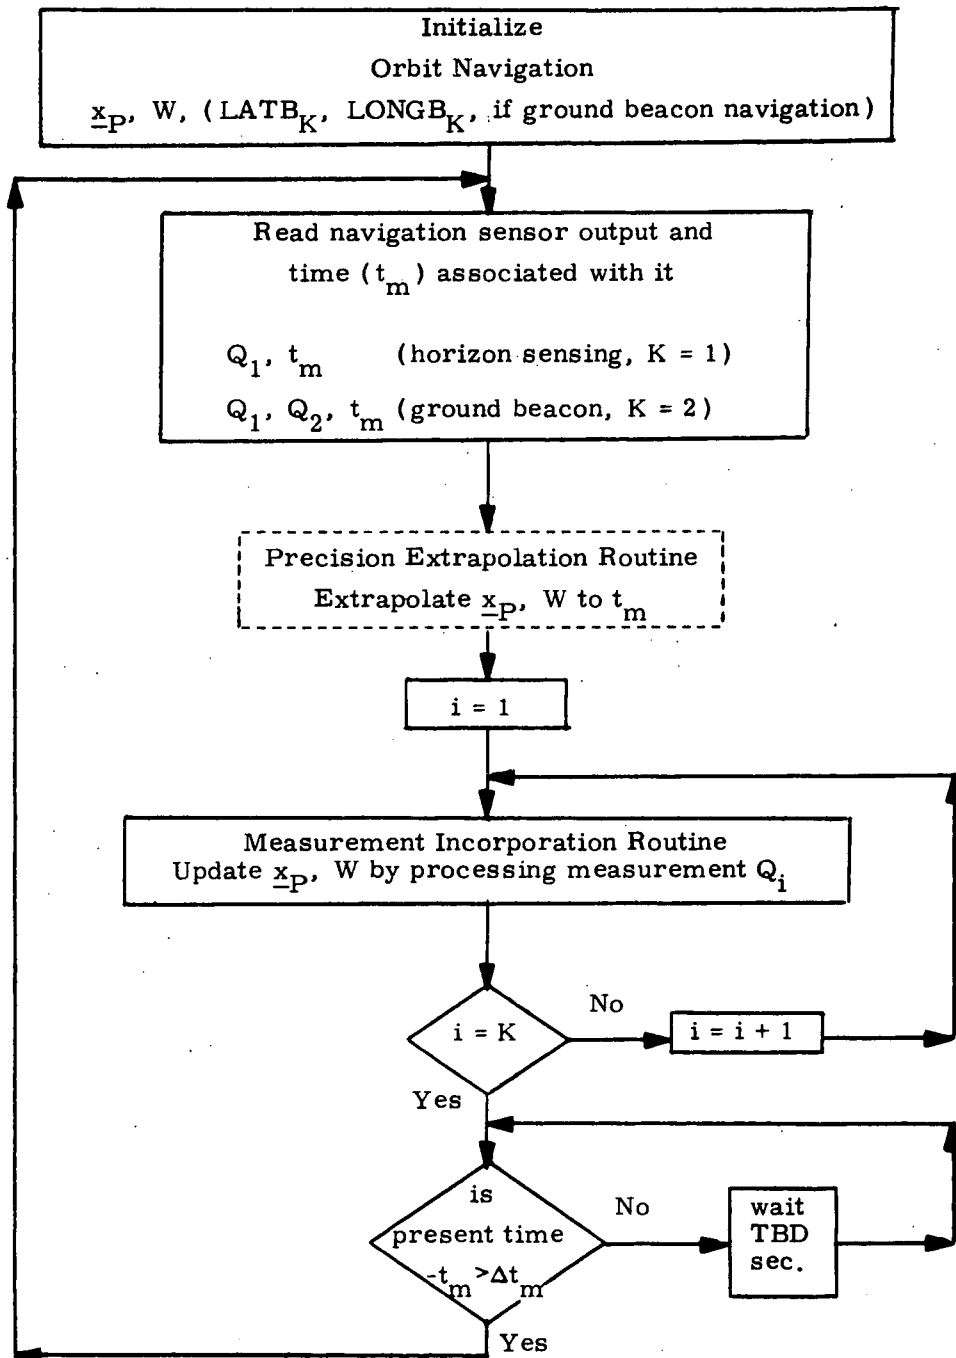 Initialize
Orbit Navigation
x_P, W, (LATB_K, LONGB_K, if ground beacon navigation)
Read navigation sensor output and
time (t_m) associated with it
Q_1, t_m (horizon sensing, K = 1)
Q_1, Q_2, t_m (ground beacon, K = 2)
Precision Extrapolation Routine
Extrapolate x_P, W to t_m
i = 1
Measurement Incorporation Routine
Update x_P, W by processing measurement Q_i
i = K
No
i = i + 1
Yes
is
present time
-t_m > Δt_m
No
wait
TBD
sec.
Yes